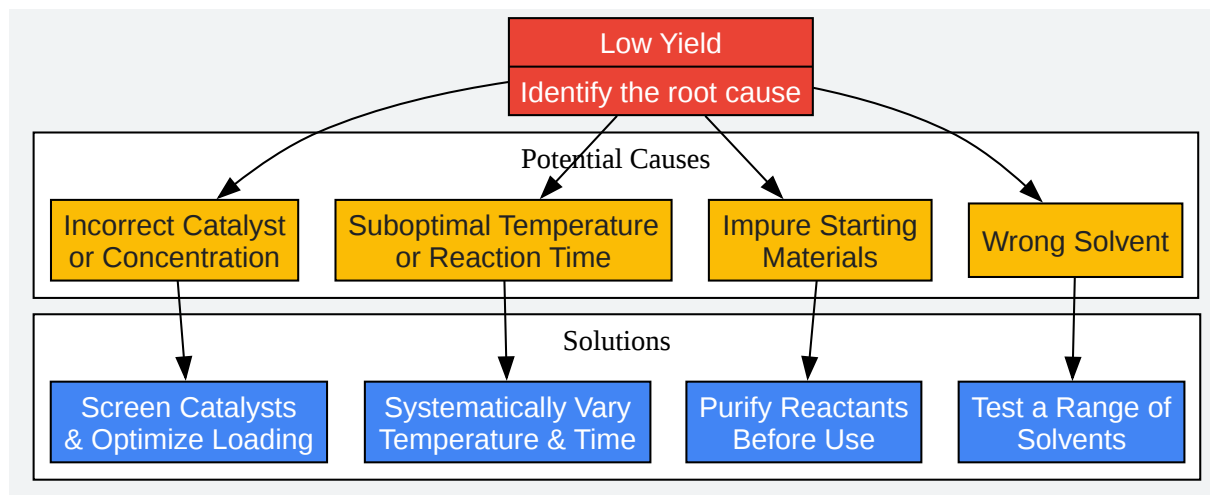 Low Yield
Identify the root cause
Potential Causes
Incorrect Catalyst
or Concentration
Suboptimal Temperature
or Reaction Time
Impure Starting
Materials
Wrong Solvent
Solutions
Screen Catalysts
& Optimize Loading
Systematically Vary
Temperature & Time
Purify Reactants
Before Use
Test a Range of
Solvents